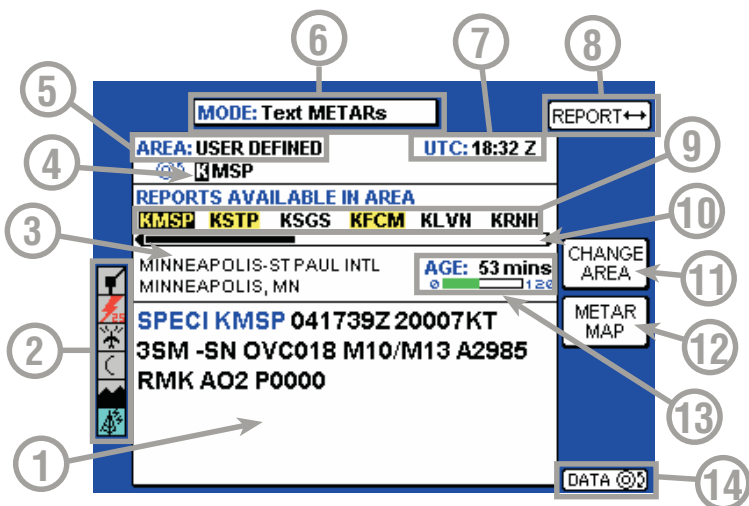 6 7 8
MODE: Text METARs
REPORT↔
5
AREA: USER DEFINED UTC: 18:32 Z
4
KMSP
9
REPORTS AVAILABLE IN AREA
KMSP KSTP KSGS KFCM KLVN KRNH
3
10
MINNEAPOLIS-ST PAUL INTL
MINNEAPOLIS, MN
AGE: 53 mins
0 120
CHANGE
AREA
11
METAR
MAP
12
2
SPECI KMSP 041739Z 20007KT
3SM -SN OVC018 M10/M13 A2985
RMK AO2 P0000
13
1
DATA
14